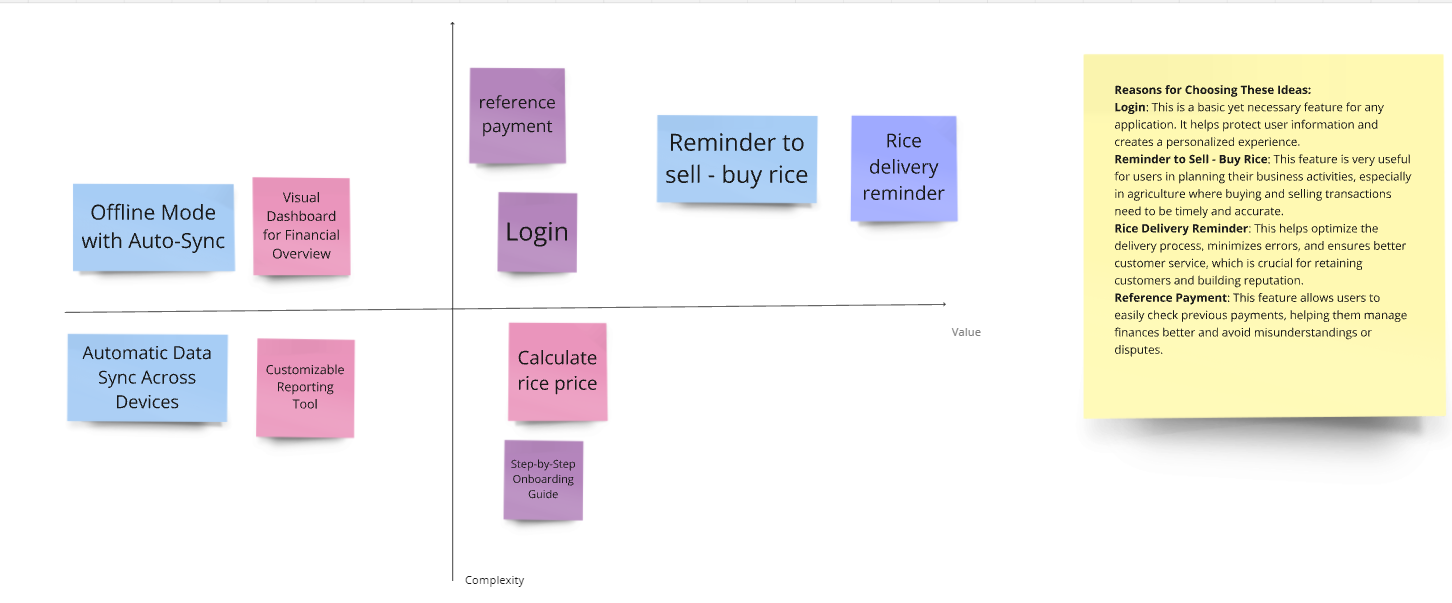 reference
payment
Reminder to
sell - buy rice
Rice
delivery
reminder
Offline Mode
with Auto-Sync
Visual
Dashboard
for Financial
Overview
Login
Value
Automatic Data
Sync Across
Devices
Customizable
Reporting
Tool
Calculate
rice price
Step-by-Step
Onboarding
Guide
Complexity
Reasons for Choosing These Ideas:
Login: This is a basic yet necessary feature for any
application. It helps protect user information and
creates a personalized experience.
Reminder to Sell - Buy Rice: This feature is very useful
for users in planning their business activities, especially
in agriculture where buying and selling transactions
need to be timely and accurate.
Rice Delivery Reminder: This helps optimize the
delivery process, minimizes errors, and ensures better
customer service, which is crucial for retaining
customers and building reputation.
Reference Payment: This feature allows users to
easily check previous payments, helping them manage
finances better and avoid misunderstandings or
disputes.